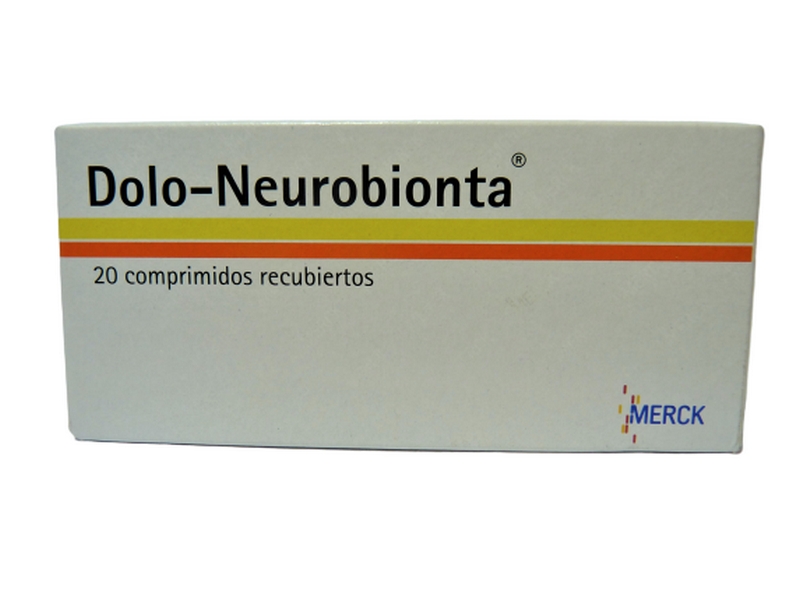 Dolo-Neurobionta®
20 comprimidos recubiertos
MERCK